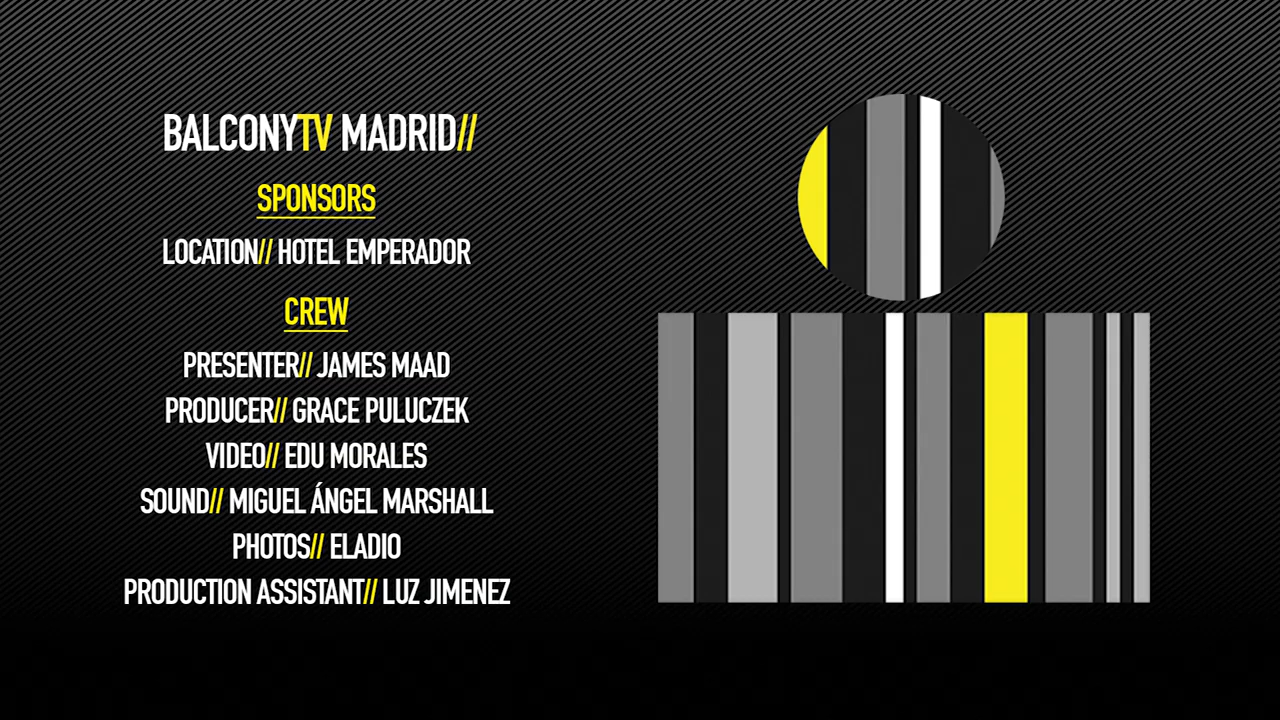 BALCONYTV MADRID//
SPONSORS
LOCATION// HOTEL EMPERADOR
CREW
PRESENTER// JAMES MAAD
PRODUCER// GRACE PULUCZEK
VIDEO// EDU MORALES
SOUND// MIGUEL ÁNGEL MARSHALL
PHOTOS// ELADIO
PRODUCTION ASSISTANT// LUZ JIMENEZ